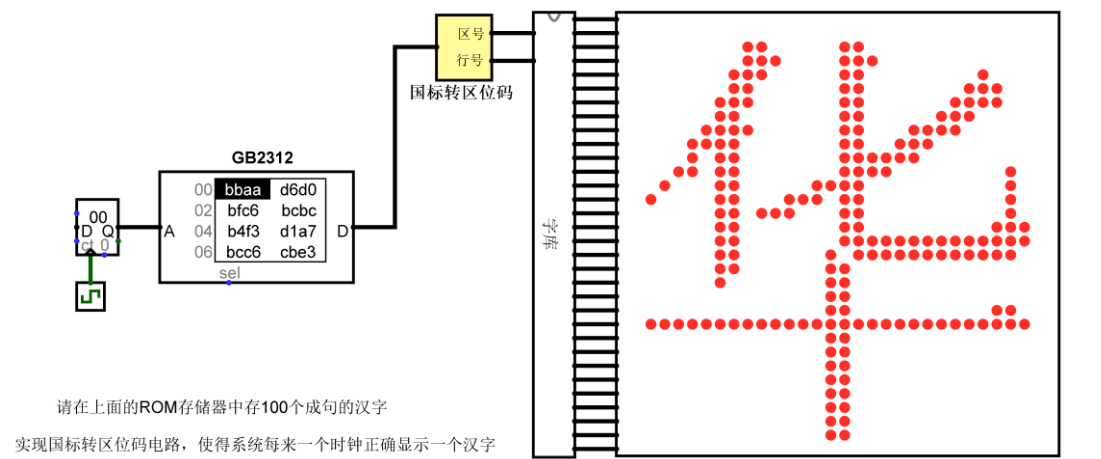 区号
行号
国标转区位码
GB2312
00 bbaa d6d0
02 bfc6 bcbc
04 b4f3 d1a7
06 bcc6 cbe3
A
D
sel
00
D Q
ct 0
字库
华
请在上面的ROM存储器中存100个成句的汉字
实现国标转区位码电路，使得系统每来一个时钟正确显示一个汉字